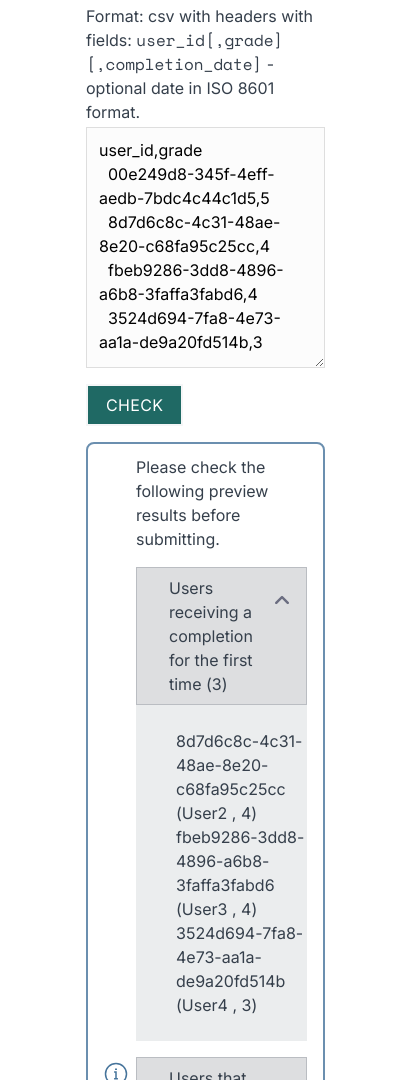 Format: csv with headers with
fields: user_id[,grade]
[,completion_date] -
optional date in ISO 8601
format.
user_id,grade
00e249d8-345f-4eff-
aedb-7bdc4c44c1d5,5
8d7d6c8c-4c31-48ae-
8e20-c68fa95c25cc,4
fbeb9286-3dd8-4896-
a6b8-3faffa3fabd6,4
3524d694-7fa8-4e73-
aa1a-de9a20fd514b,3
CHECK
Please check the
following preview
results before
submitting.
Users
receiving a
completion
for the first
time (3)
8d7d6c8c-4c31-
48ae-8e20-
c68fa95c25cc
(User2 , 4)
fbeb9286-3dd8-
4896-a6b8-
3faffa3fabd6
(User3 , 4)
3524d694-7fa8-
4e73-aa1a-
de9a20fd514b
(User4 , 3)
Users that